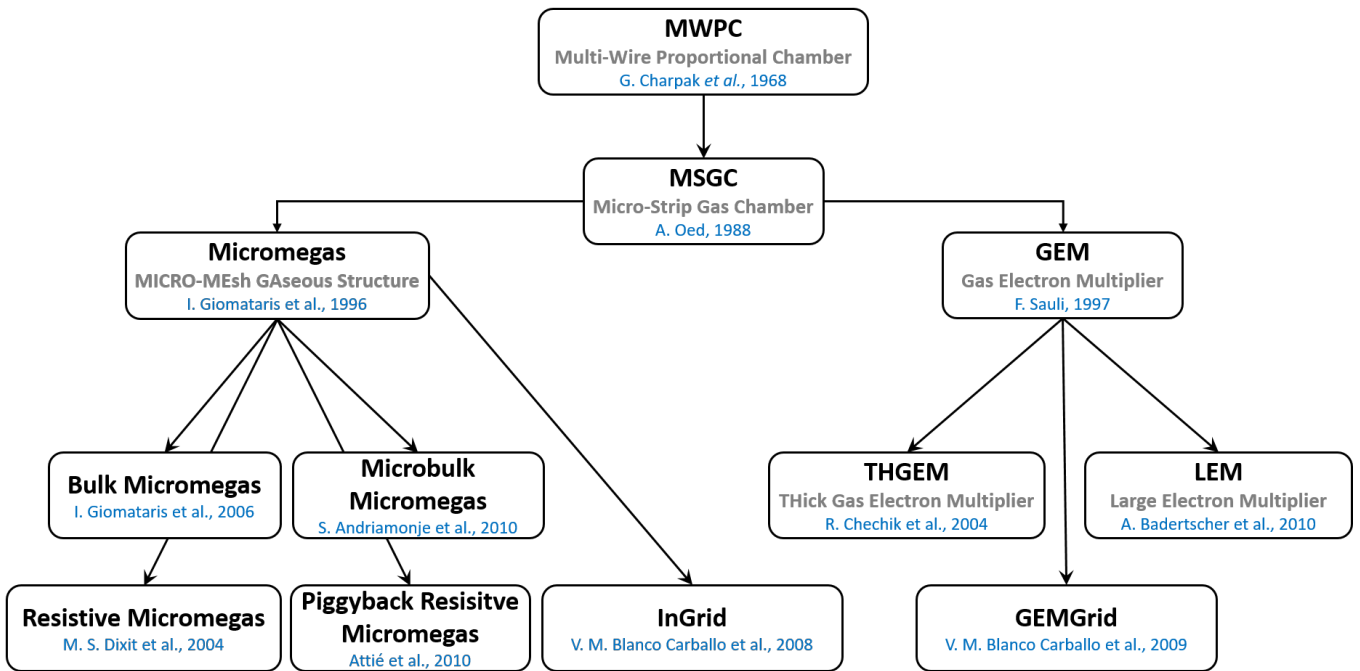 MWPC
Multi-Wire Proportional Chamber
G. Charpak et al., 1968
MSGC
Micro-Strip Gas Chamber
A. Oed, 1988
Micromegas
MICRO-MEsh GAseous Structure
I. Giomataris et al., 1996
GEM
Gas Electron Multiplier
F. Sauli, 1997
Bulk Micromegas
I. Giomataris et al., 2006
Microbulk
Micromegas
S. Andriamonje et al., 2010
THGEM
THick Gas Electron Multiplier
R. Chechik et al., 2004
LEM
Large Electron Multiplier
A. Badertscher et al., 2010
Resistive Micromegas
M. S. Dixit et al., 2004
Piggyback Resisitve
Micromegas
Attié et al., 2010
InGrid
V. M. Blanco Carballo et al., 2008
GEMGrid
V. M. Blanco Carballo et al., 2009